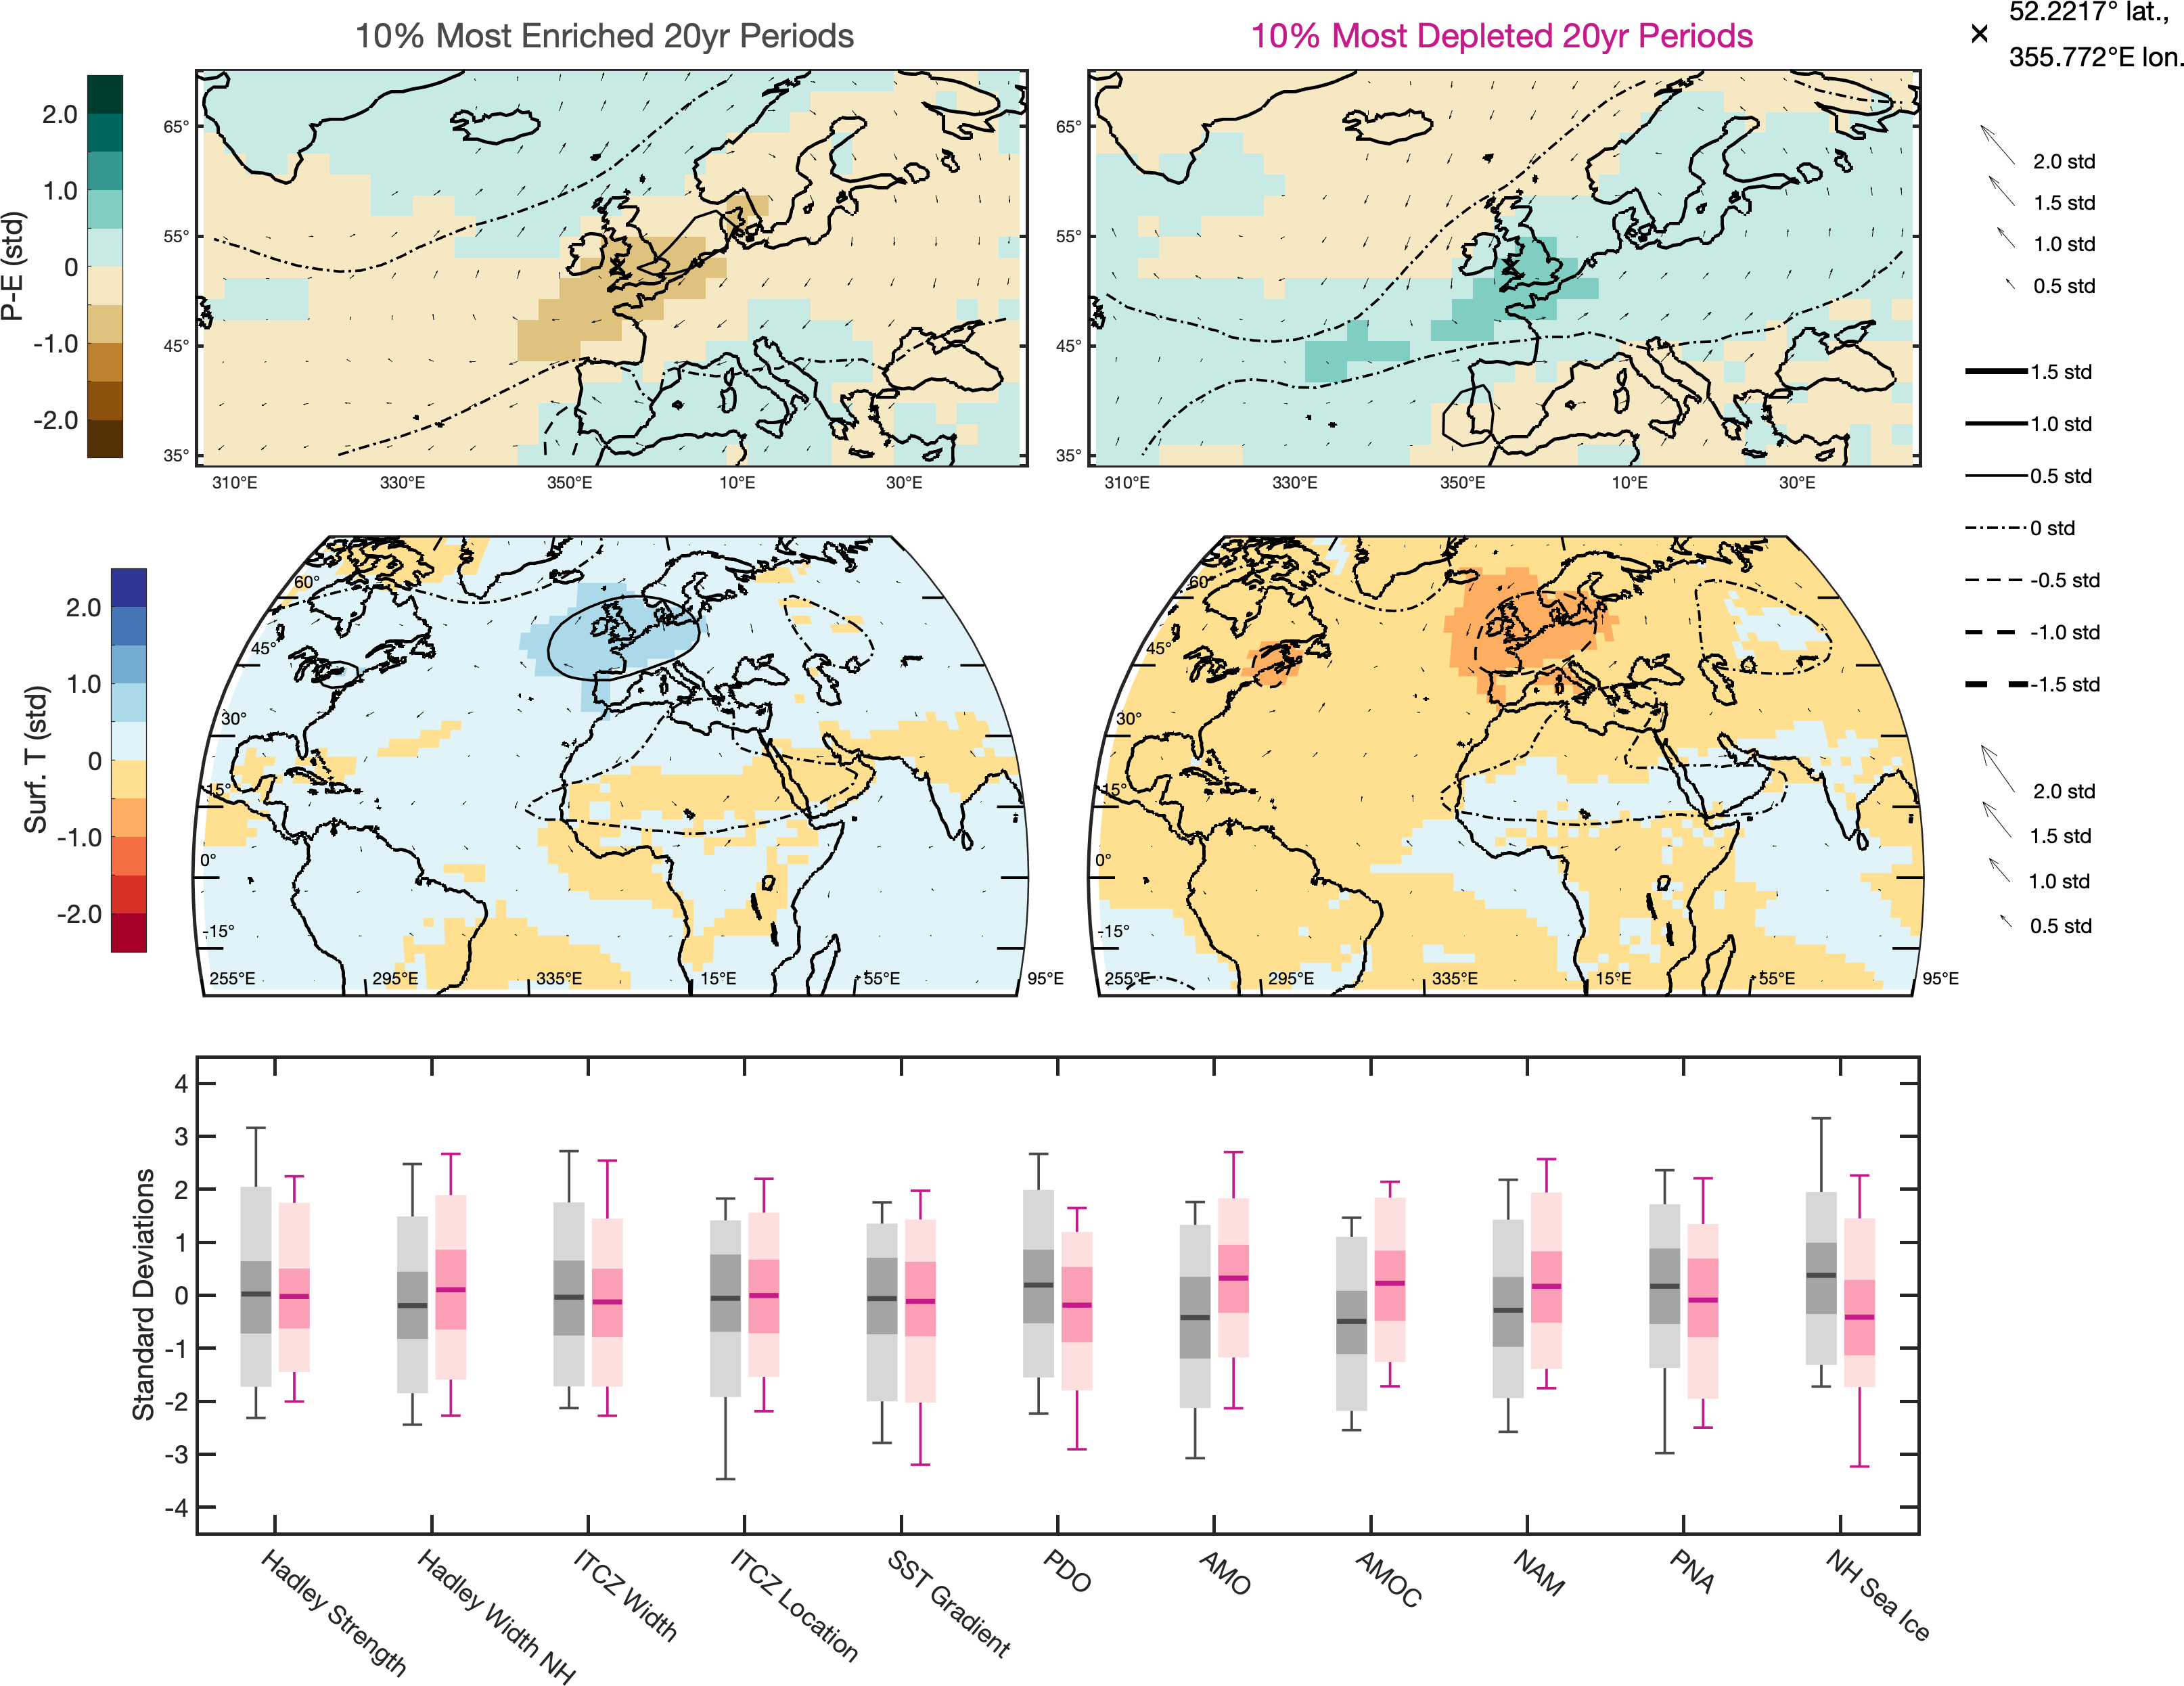 10% Most Enriched 20yr Periods
10% Most Depleted 20yr Periods
52.2217° lat.,
355.772°E lon.
P-E (std)
2.0
1.0
0
-1.0
-2.0
65°
55°
45°
35°
310°E
330°E
350°E
10°E
30°E
65°
55°
45°
35°
310°E
330°E
350°E
10°E
30°E
2.0 std
1.5 std
1.0 std
0.5 std
1.5 std
1.0 std
0.5 std
0 std
-0.5 std
-1.0 std
-1.5 std
Surf. T (std)
2.0
1.0
0
-1.0
-2.0
60°
45°
30°
15°
0°
-15°
255°E
295°E
335°E
15°E
55°E
95°E
60°
45°
30°
15°
0°
-15°
255°E
295°E
335°E
15°E
55°E
95°E
2.0 std
1.5 std
1.0 std
0.5 std
Standard Deviations
4
3
2
1
0
-1
-2
-3
-4
Hadley Strength
Hadley Width NH
ITCZ Width
ITCZ Location
SST Gradient
PDO
AMO
AMOC
NAM
PNA
NH Sea Ice